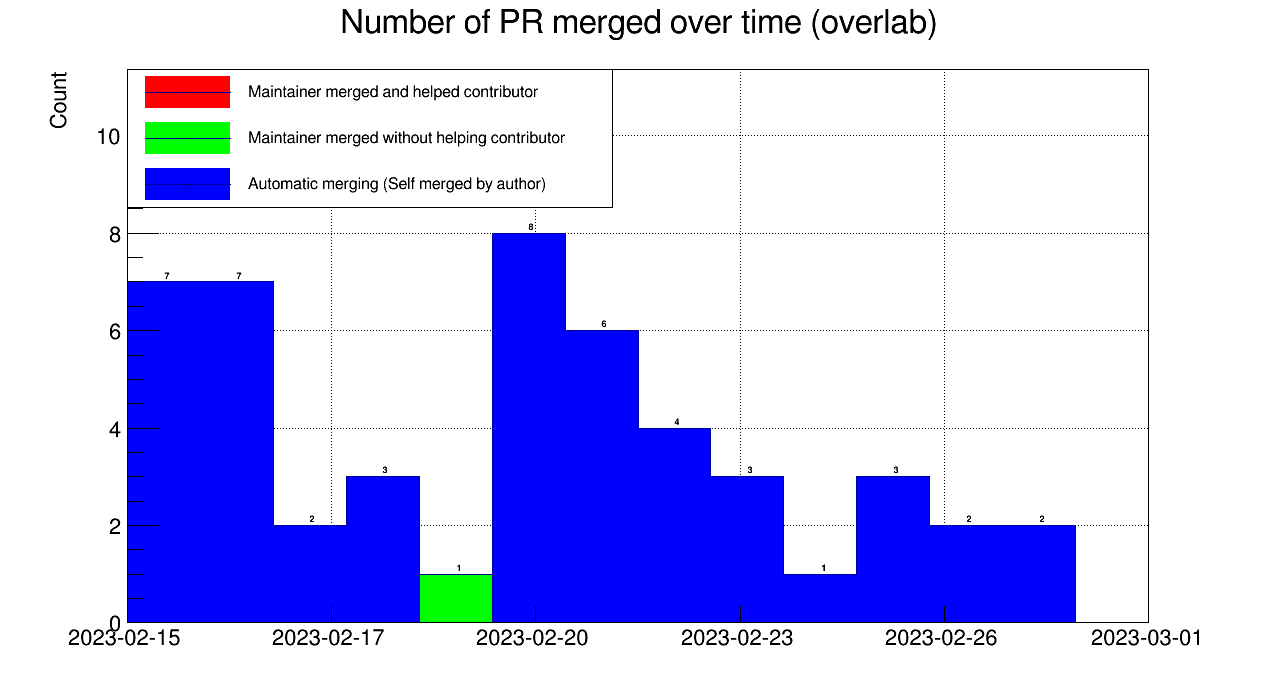 Number of PR merged over time (overlab)
Count
Maintainer merged and helped contributor
Maintainer merged without helping contributor
Automatic merging (Self merged by author)
10
8
6
4
2
0
7 7 2 3 1 8 6 4 3 1 3 2 2
2023-02-15 2023-02-17 2023-02-20 2023-02-23 2023-02-26 2023-03-01